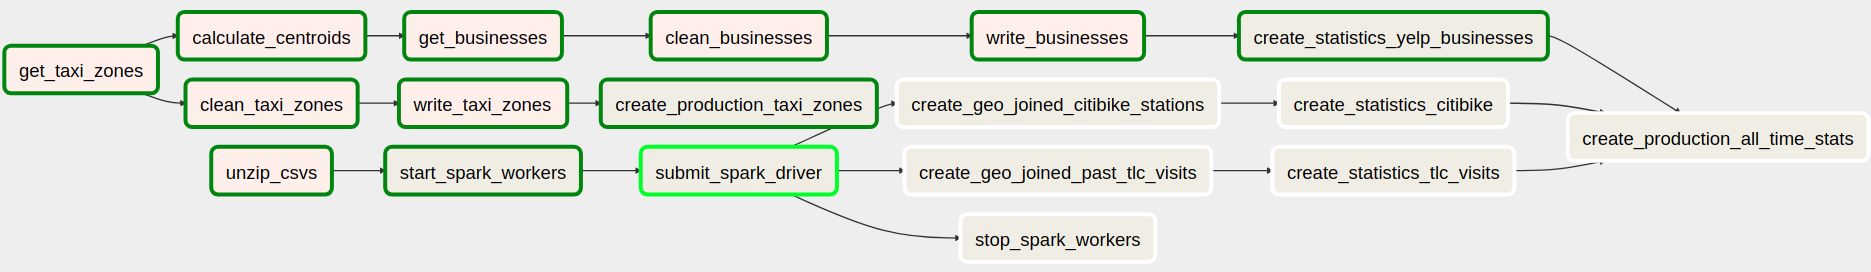 get_taxi_zones
calculate_centroids
get_businesses
clean_businesses
write_businesses
create_statistics_yelp_businesses
clean_taxi_zones
write_taxi_zones
create_production_taxi_zones
create_geo_joined_citibike_stations
create_statistics_citibike
create_production_all_time_stats
unzip_csvs
start_spark_workers
submit_spark_driver
create_geo_joined_past_tlc_visits
create_statistics_tlc_visits
stop_spark_workers